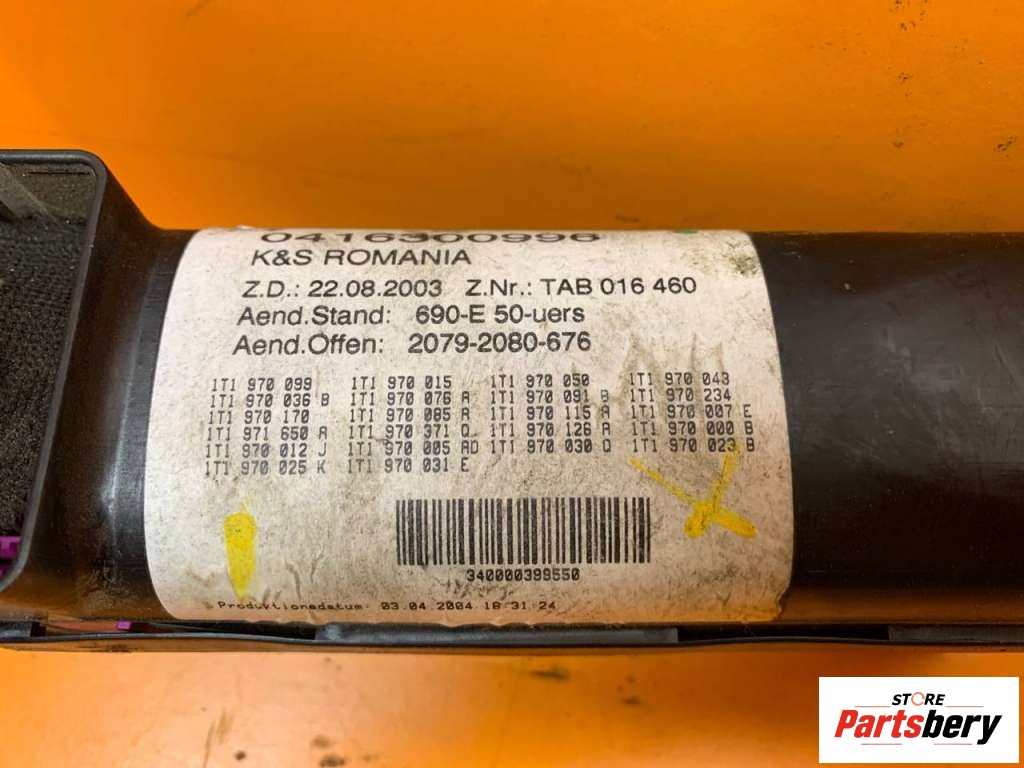 0416300996
K&S ROMANIA
Z.D.: 22.08.2003 Z.Nr.: TAB 016 460
Aend.Stand: 690-E 50-uers
Aend.Offen: 2079-2080-676
1T1 970 099 1T1 970 015 1T1 970 050 1T1 970 043
1T1 970 036 B 1T1 970 076 A 1T1 970 091 B 1T1 970 234
1T1 970 170 1T1 970 085 A 1T1 970 115 A 1T1 970 007 E
1T1 971 650 A 1T1 970 371 Q 1T1 970 126 A 1T1 970 000 B
1T1 970 012 J 1T1 970 005 AD 1T1 970 030 Q 1T1 970 023 B
1T1 970 025 K 1T1 970 031 E
340000399550
Produktionsdatum: 03.04.2004 18:31:24
STORE
Partsbery